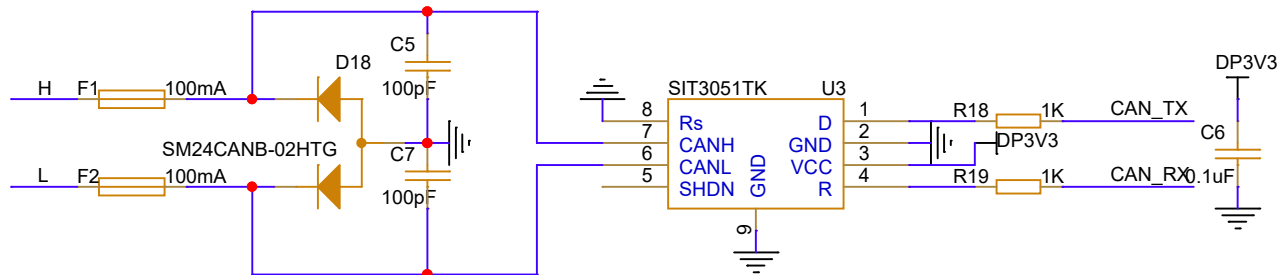 C5
D18
DP3V3
H F1 100mA
100pF
SIT3051TK U3
8 Rs D 1 R18 1K CAN_TX
7 CANH GND 2
C6
SM24CANB-02HTG
C7
6 CANL VCC 3 DP3V3
L F2 100mA
100pF
5 SHDN GND R 4 R19 1K CAN_RX 0.1uF
9